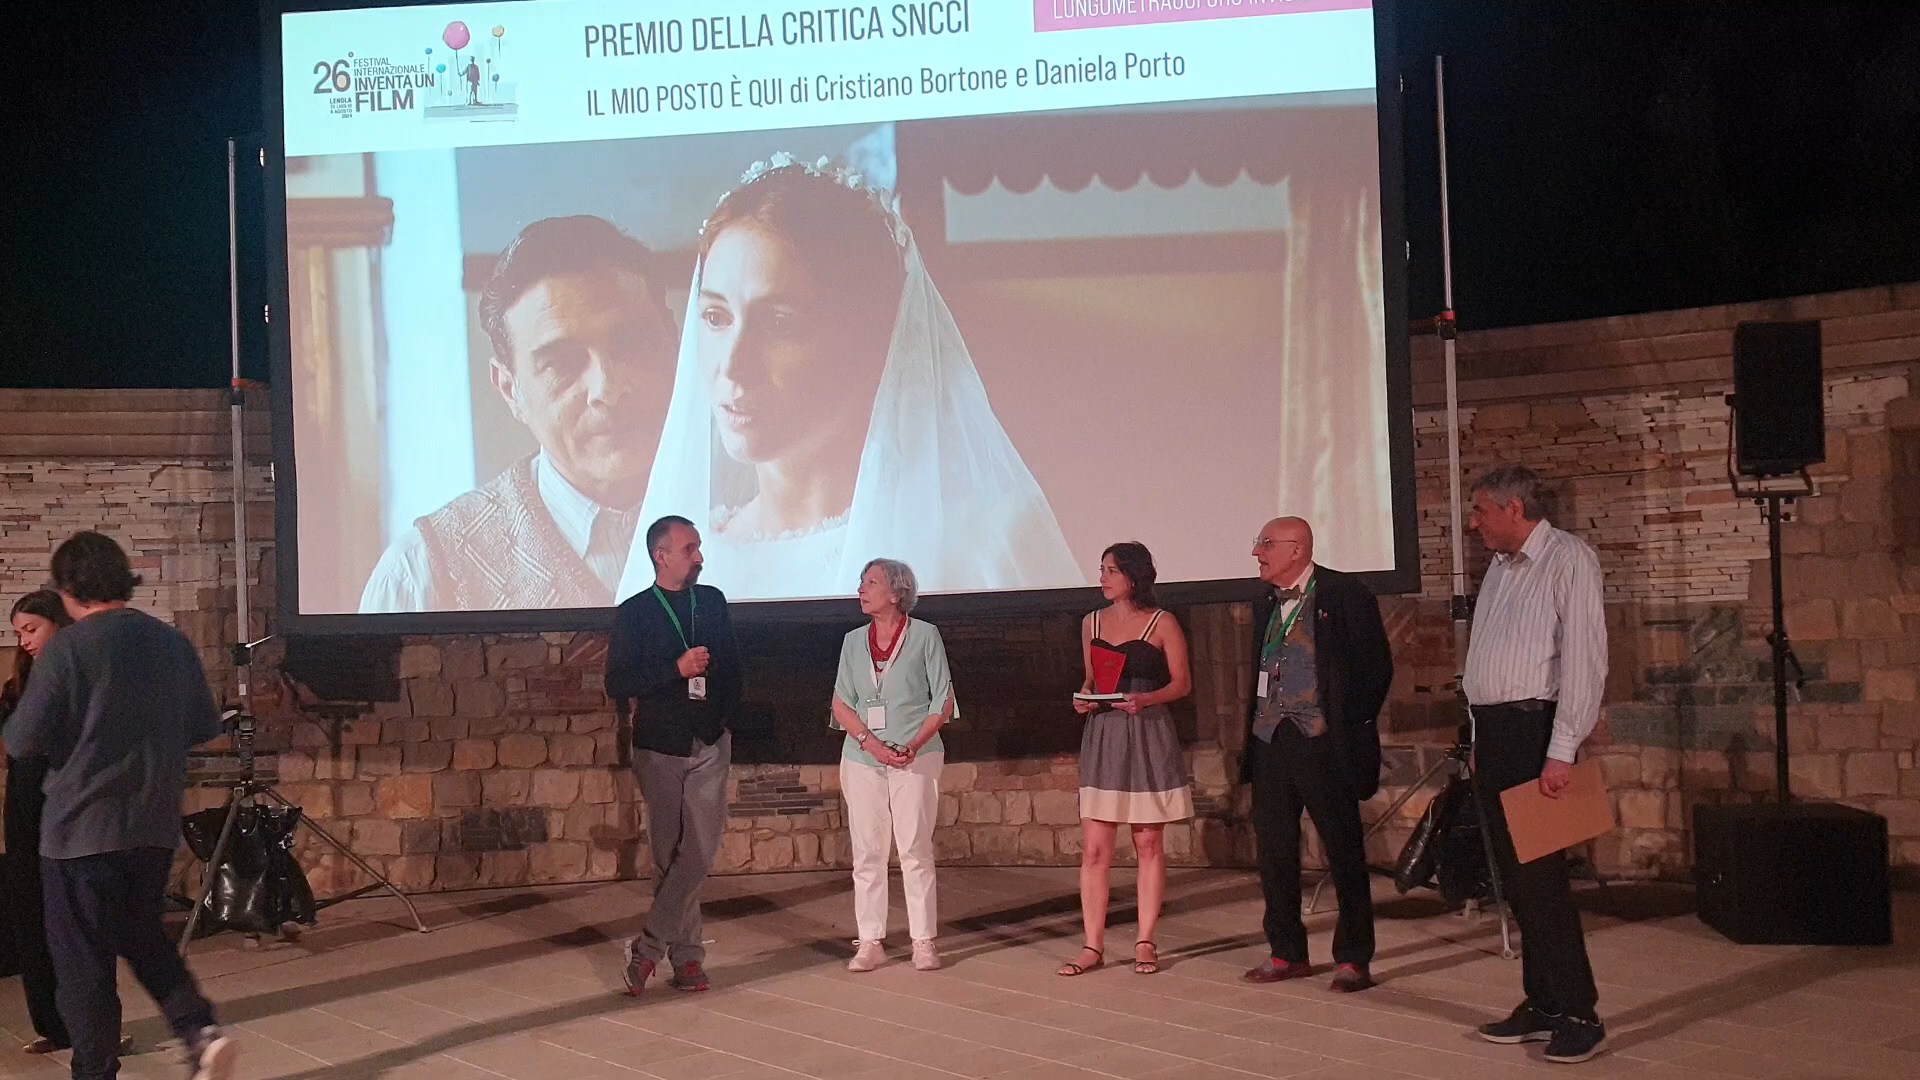 PREMIO DELLA CRITICA SNCCI
IL MIO POSTO È QUI di Cristiano Bortone e Daniela Porto
26°
FESTIVAL
INTERNAZIONALE
INVENTA UN
FILM
LENOLA